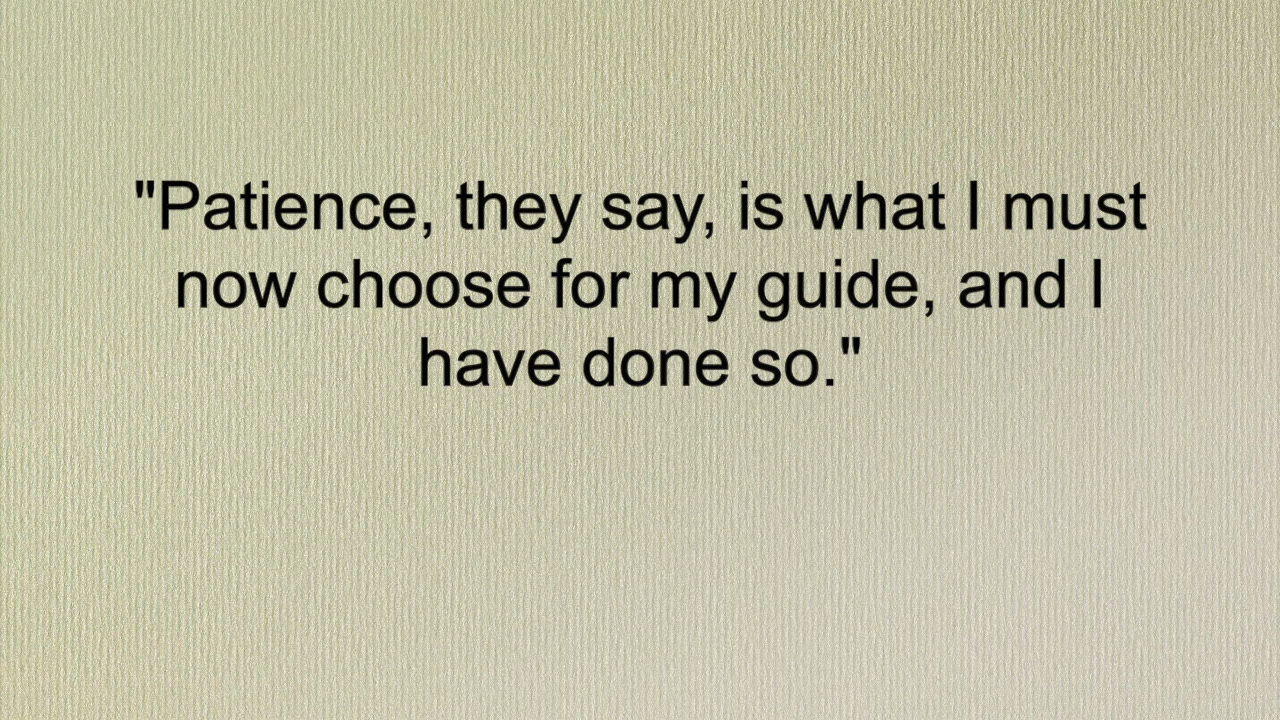 "Patience, they say, is what I must
now choose for my guide, and I
have done so."